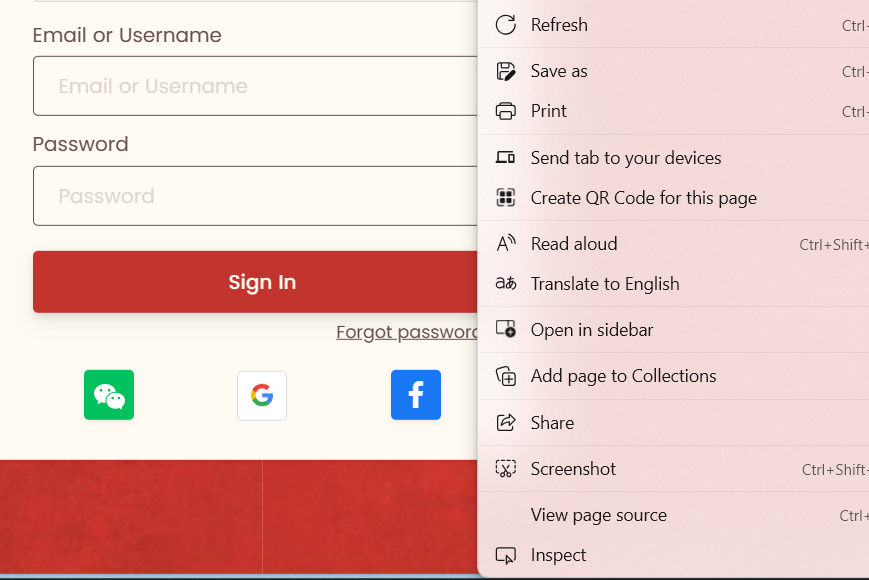 Email or Username
Email or Username
Password
Password
Sign In
Forgot password
Refresh Ctrl+
Save as Ctrl+
Print Ctrl+
Send tab to your devices
Create QR Code for this page
Read aloud Ctrl+Shift+
Translate to English
Open in sidebar
Add page to Collections
Share
Screenshot Ctrl+Shift+
View page source Ctrl+
Inspect